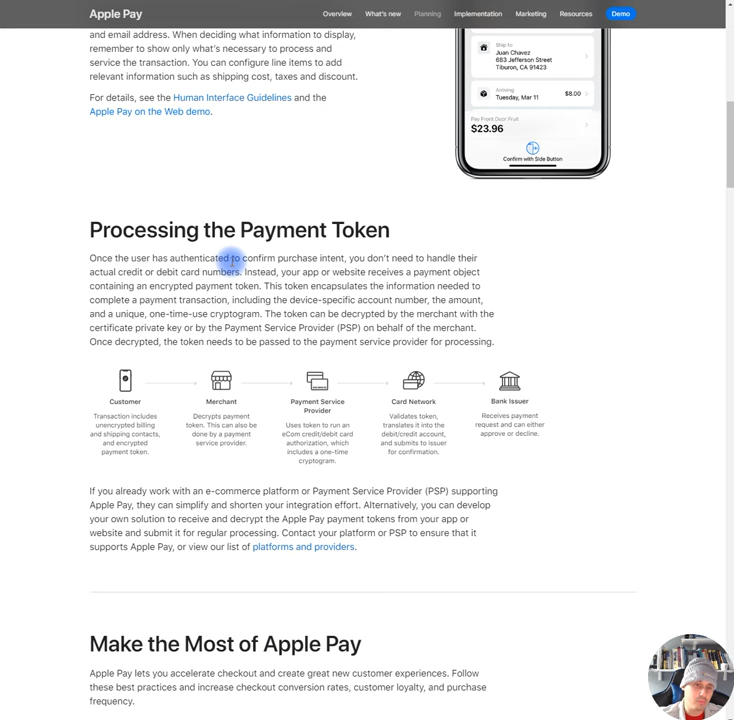 Apple Pay
Overview
What's new
Planning
Implementation
Marketing
Resources
Demo
and email address. When deciding what information to display,
remember to show only what's necessary to process and
service the transaction. You can configure line items to add
relevant information such as shipping cost, taxes and discount.
For details, see the Human Interface Guidelines and the
Apple Pay on the Web demo.
Ship to
Juan Chavez
683 Jefferson Street
Tiburon, CA 91423
Arriving
Tuesday, Mar 11
$8.00
Pay Front Door Fruit
$23.96
Confirm with Side Button
Processing the Payment Token
Once the user has authenticated to confirm purchase intent, you don't need to handle their
actual credit or debit card numbers. Instead, your app or website receives a payment object
containing an encrypted payment token. This token encapsulates the information needed to
complete a payment transaction, including the device-specific account number, the amount,
and a unique, one-time-use cryptogram. The token can be decrypted by the merchant with the
certificate private key or by the Payment Service Provider (PSP) on behalf of the merchant.
Once decrypted, the token needs to be passed to the payment service provider for processing.
Customer
Transaction includes
unencrypted billing
and shipping contacts,
and encrypted
payment token.
Merchant
Decrypts payment
token. This can also be
done by a payment
service provider.
Payment Service
Provider
Uses token to run an
eCom credit/debit card
authorization, which
includes a one-time
cryptogram.
Card Network
Validates token,
translates it into the
debit/credit account,
and submits to issuer
for confirmation.
Bank Issuer
Receives payment
request and can either
approve or decline.
If you already work with an e-commerce platform or Payment Service Provider (PSP) supporting
Apple Pay, they can simplify and shorten your integration effort. Alternatively, you can develop
your own solution to receive and decrypt the Apple Pay payment tokens from your app or
website and submit it for regular processing. Contact your platform or PSP to ensure that it
supports Apple Pay, or view our list of platforms and providers.
Make the Most of Apple Pay
Apple Pay lets you accelerate checkout and create great new customer experiences. Follow
these best practices and increase checkout conversion rates, customer loyalty, and purchase
frequency.